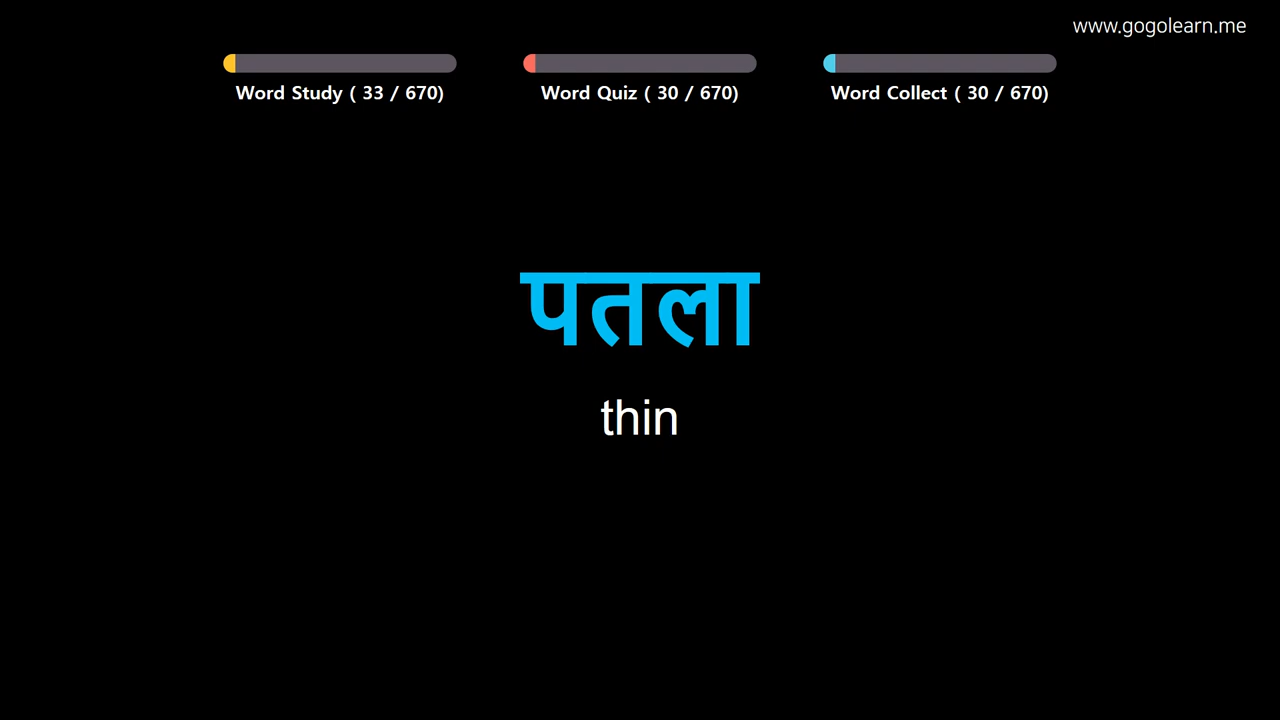 www.gogolearn.me
Word Study ( 33 / 670)
Word Quiz ( 30 / 670)
Word Collect ( 30 / 670)
पतला
thin